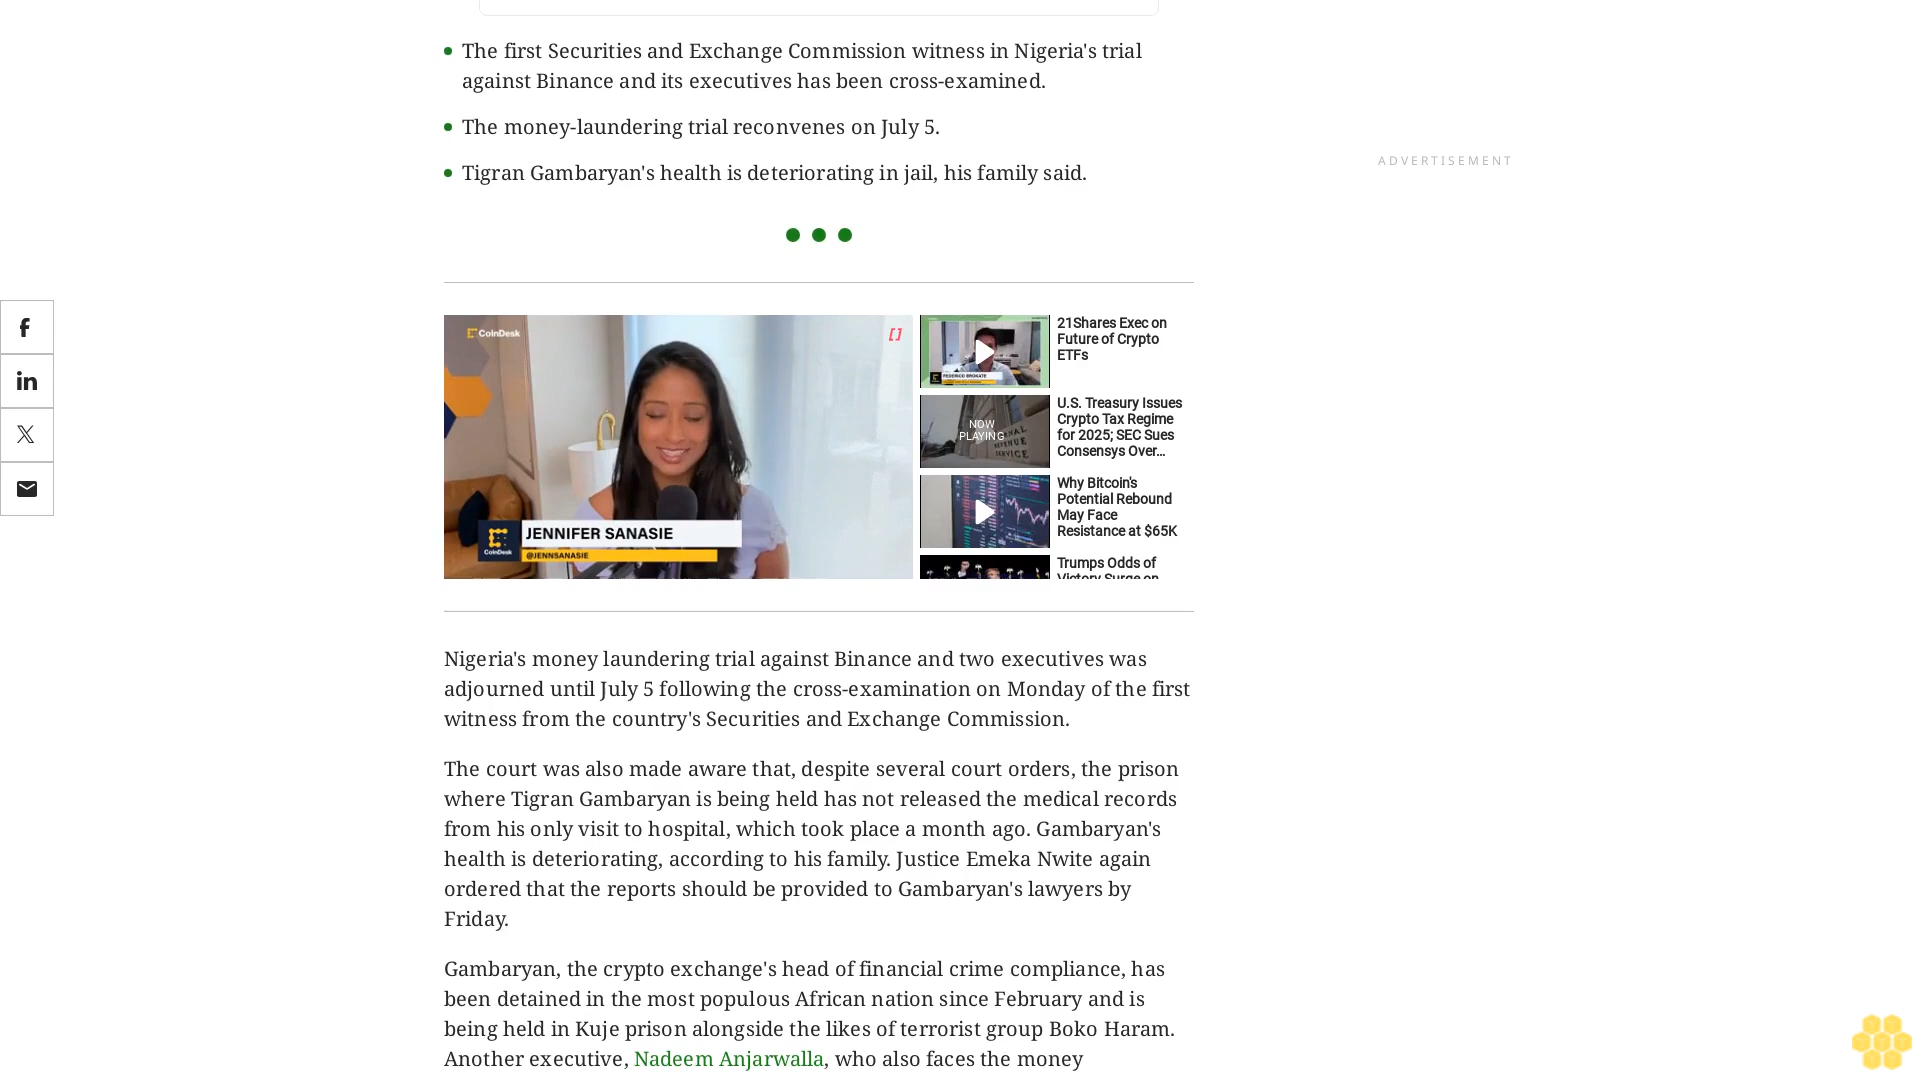 The first Securities and Exchange Commission witness in Nigeria's trial
against Binance and its executives has been cross-examined.
The money-laundering trial reconvenes on July 5.
ADVERTISEMENT
Tigran Gambaryan's health is deteriorating in jail, his family said.
CoinDesk
[ ]
JENNIFER SANASIE
CoinDesk
@JENNSANASIE
FEDERICO BROKATE
21Shares Exec on
Future of Crypto
ETFs
NOW
PLAYING
REVENUE
SERVICE
U.S. Treasury Issues
Crypto Tax Regime
for 2025; SEC Sues
Consensys Over...
Why Bitcoin's
Potential Rebound
May Face
Resistance at $65K
Trumps Odds of
Victory Surge on
Nigeria's money laundering trial against Binance and two executives was
adjourned until July 5 following the cross-examination on Monday of the first
witness from the country's Securities and Exchange Commission.
The court was also made aware that, despite several court orders, the prison
where Tigran Gambaryan is being held has not released the medical records
from his only visit to hospital, which took place a month ago. Gambaryan's
health is deteriorating, according to his family. Justice Emeka Nwite again
ordered that the reports should be provided to Gambaryan's lawyers by
Friday.
Gambaryan, the crypto exchange's head of financial crime compliance, has
been detained in the most populous African nation since February and is
being held in Kuje prison alongside the likes of terrorist group Boko Haram.
Another executive, Nadeem Anjarwalla, who also faces the money